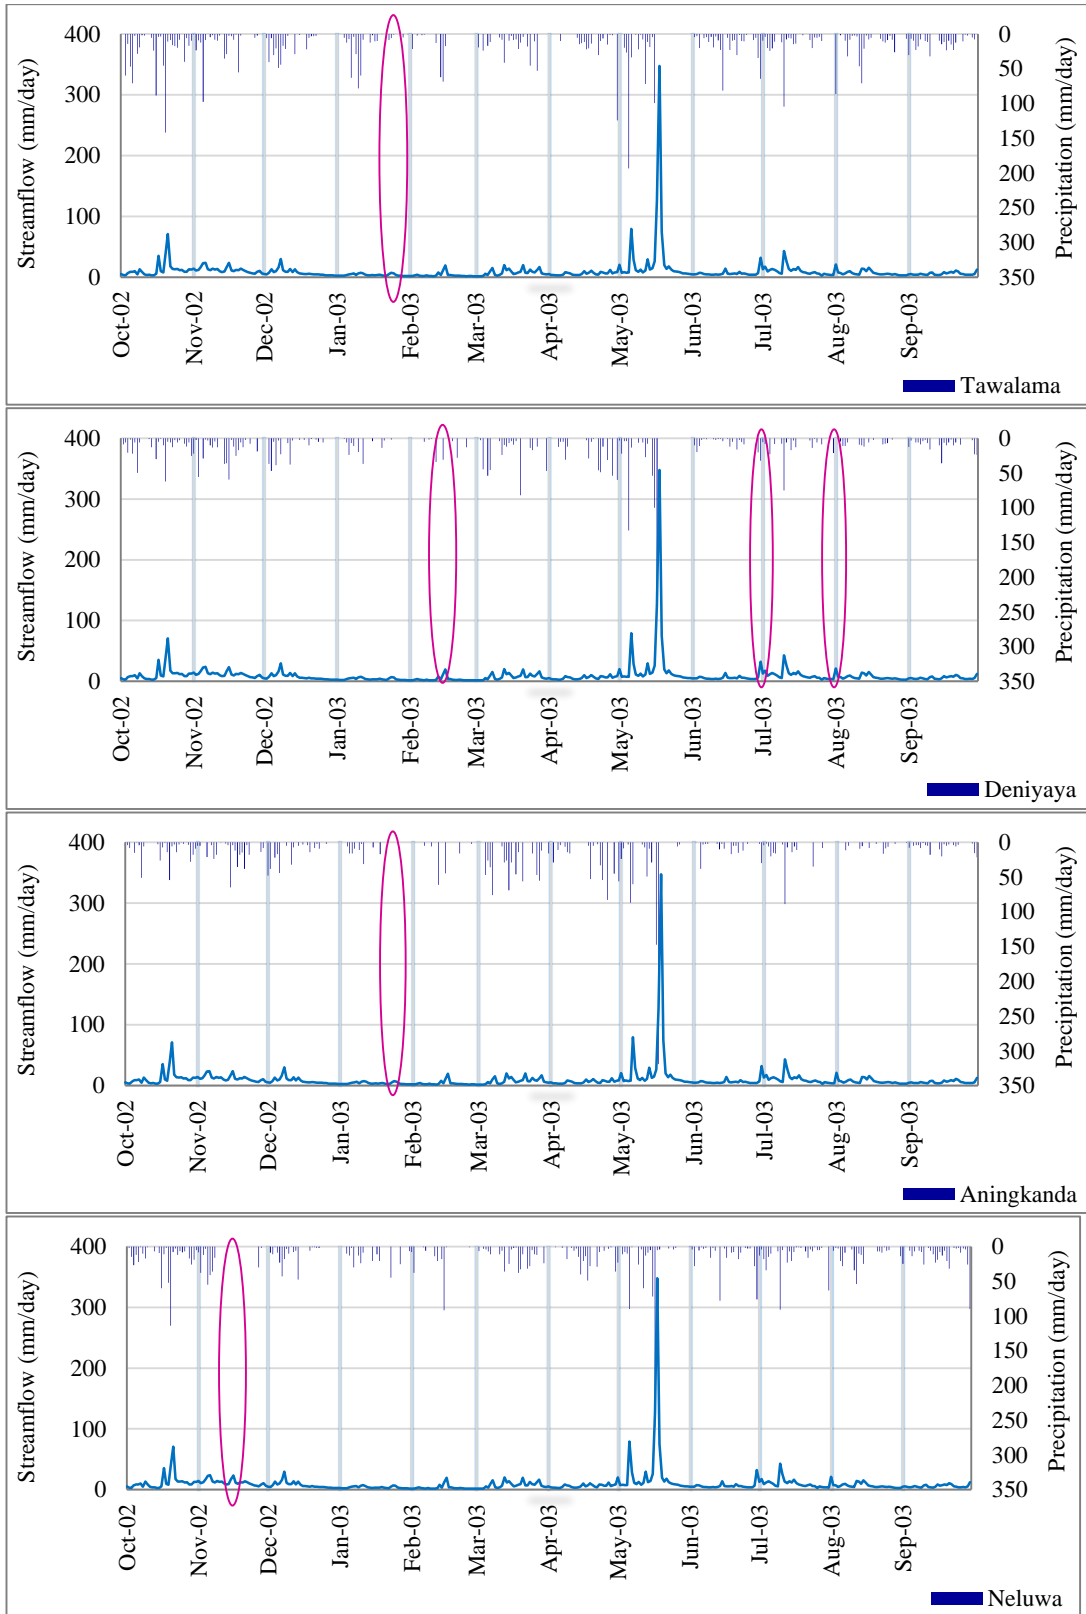 Streamflow (mm/day)
400
300
200
100
0
Precipitation (mm/day)
0
50
100
150
200
250
300
350
Oct-02
Nov-02
Dec-02
Jan-03
Feb-03
Mar-03
Apr-03
May-03
Jun-03
Jul-03
Aug-03
Sep-03
Tawalama
Streamflow (mm/day)
400
300
200
100
0
Precipitation (mm/day)
0
50
100
150
200
250
300
350
Oct-02
Nov-02
Dec-02
Jan-03
Feb-03
Mar-03
Apr-03
May-03
Jun-03
Jul-03
Aug-03
Sep-03
Deniyaya
Streamflow (mm/day)
400
300
200
100
0
Precipitation (mm/day)
0
50
100
150
200
250
300
350
Oct-02
Nov-02
Dec-02
Jan-03
Feb-03
Mar-03
Apr-03
May-03
Jun-03
Jul-03
Aug-03
Sep-03
Aningkanda
Streamflow (mm/day)
400
300
200
100
0
Precipitation (mm/day)
0
50
100
150
200
250
300
350
Oct-02
Nov-02
Dec-02
Jan-03
Feb-03
Mar-03
Apr-03
May-03
Jun-03
Jul-03
Aug-03
Sep-03
Neluwa